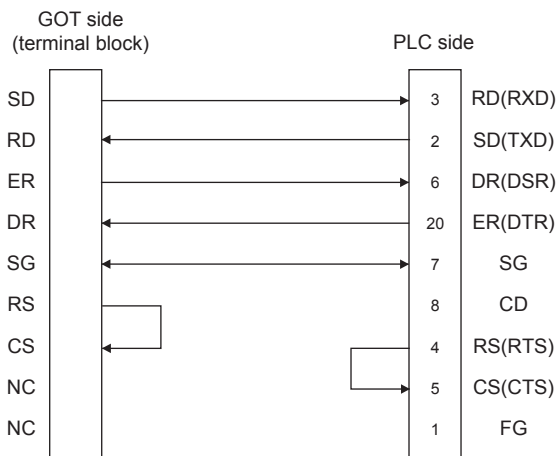 GOT side
(terminal block)
PLC side
SD 3 RD(RXD)
RD 2 SD(TXD)
ER 6 DR(DSR)
DR 20 ER(DTR)
SG 7 SG
RS 8 CD
CS 4 RS(RTS)
NC 5 CS(CTS)
NC 1 FG